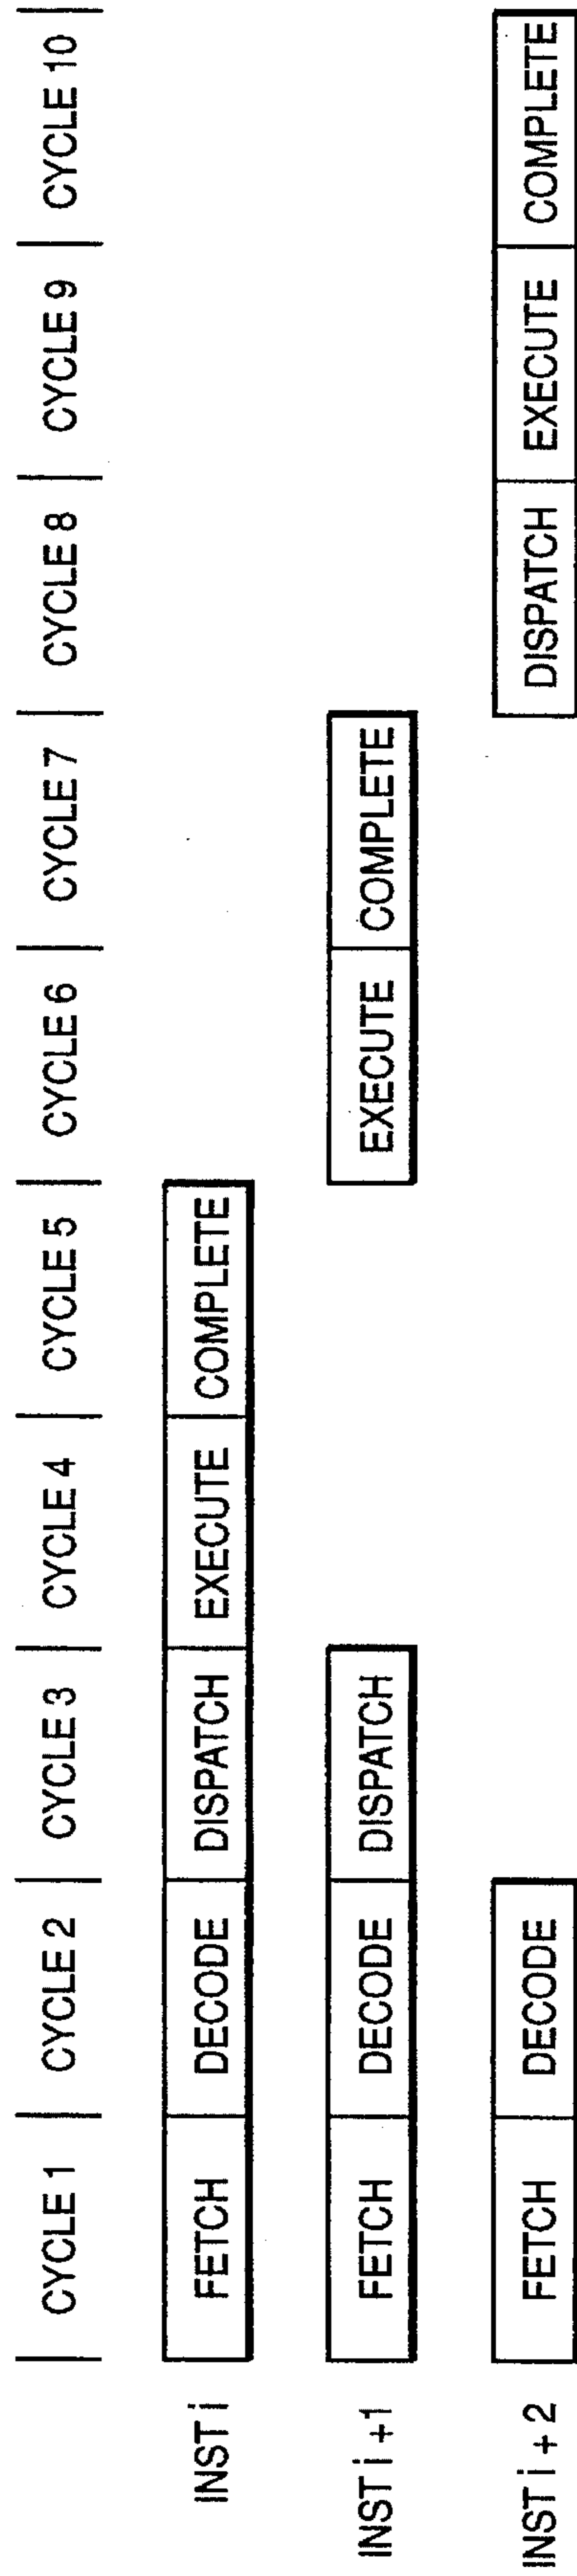 CYCLE 1 | CYCLE 2 | CYCLE 3 | CYCLE 4 | CYCLE 5 | CYCLE 6 | CYCLE 7 | CYCLE 8 | CYCLE 9 | CYCLE 10
INST i FETCH DECODE DISPATCH EXECUTE COMPLETE
INST i +1 FETCH DECODE DISPATCH EXECUTE COMPLETE
INST i + 2 FETCH DECODE DISPATCH EXECUTE COMPLETE